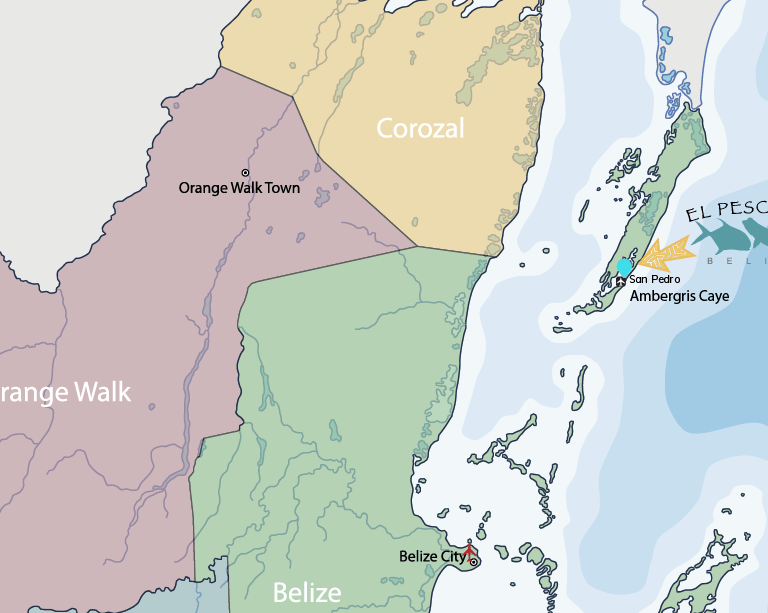 Corozal
Orange Walk Town
EL PESC
BELI
San Pedro
Ambergris Caye
range Walk
Belize City
Belize